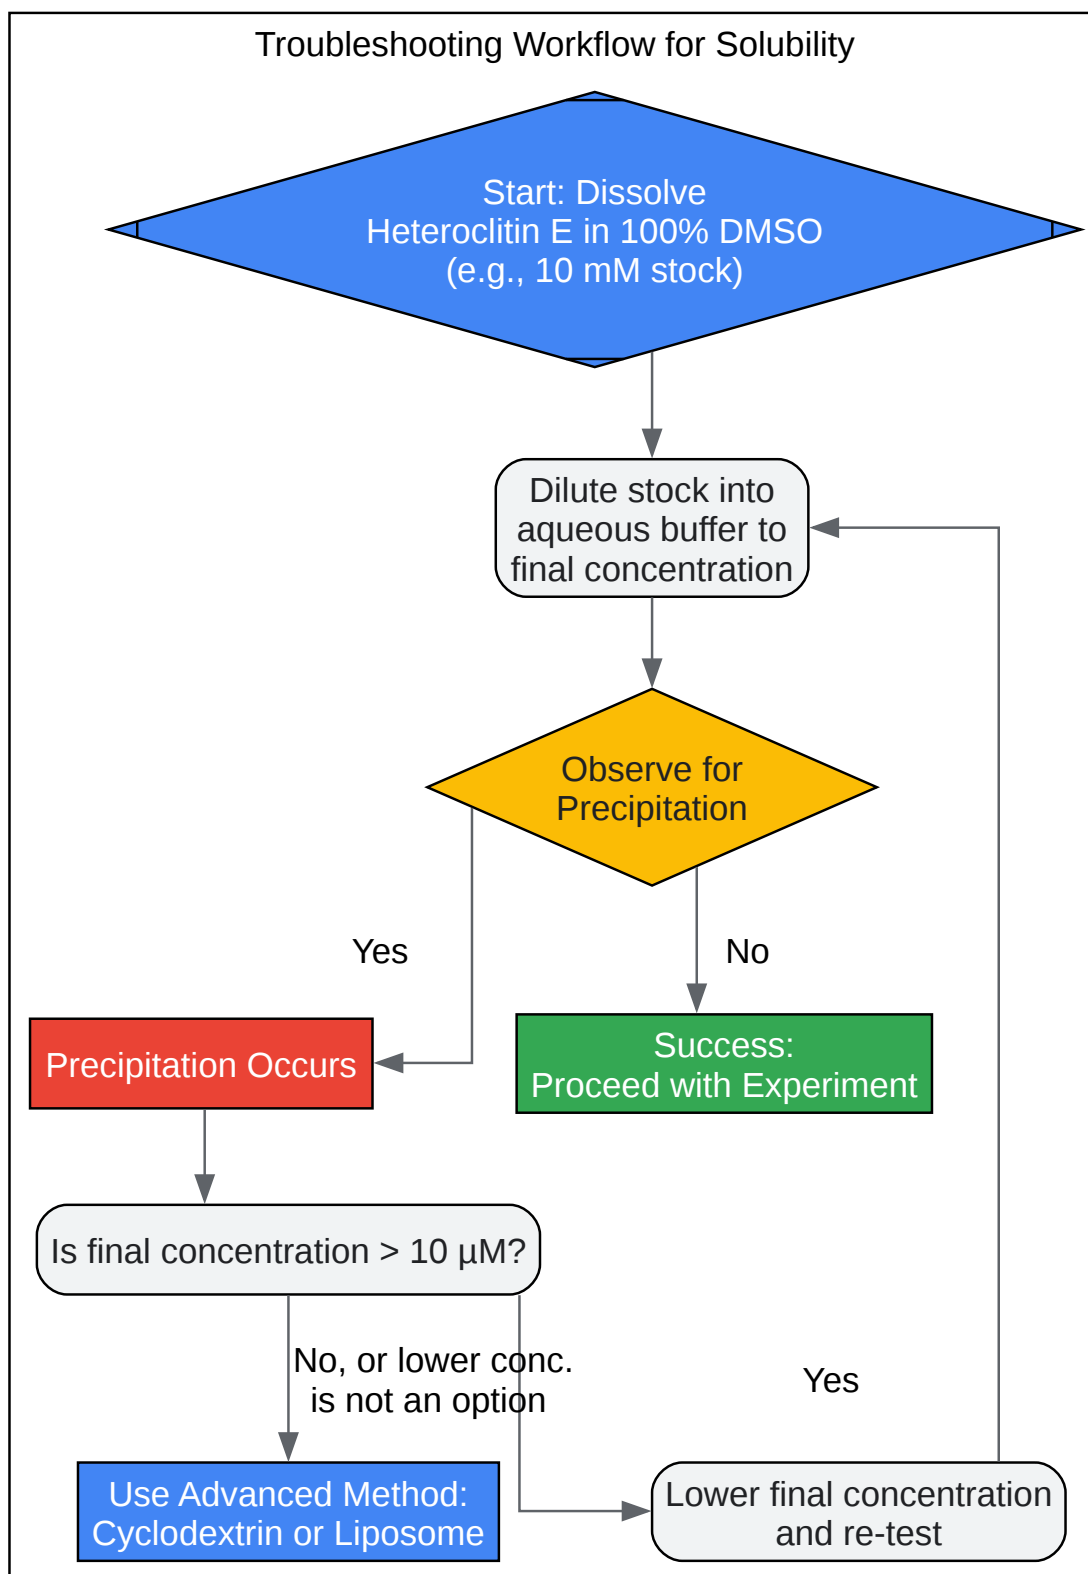 Troubleshooting Workflow for Solubility
Start: Dissolve
Heteroclitin E in 100% DMSO
(e.g., 10 mM stock)
Dilute stock into
aqueous buffer to
final concentration
Observe for
Precipitation
Yes
No
Precipitation Occurs
Success:
Proceed with Experiment
Is final concentration > 10 µM?
No, or lower conc.
is not an option
Yes
Use Advanced Method:
Cyclodextrin or Liposome
Lower final concentration
and re-test